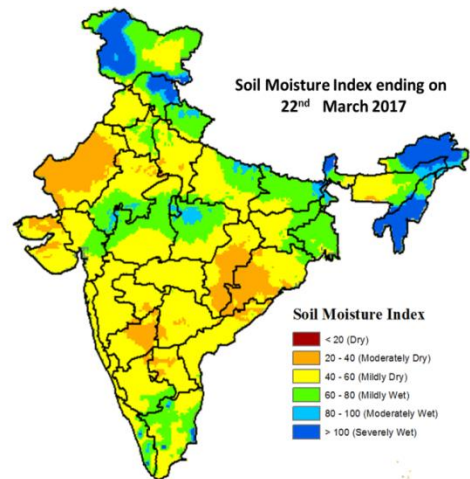 Soil Moisture Index ending on
22nd March 2017
Soil Moisture Index
< 20 (Dry)
20 - 40 (Moderately Dry)
40 - 60 (Mildly Dry)
60 - 80 (Mildly Wet)
80 - 100 (Moderately Wet)
> 100 (Severely Wet)